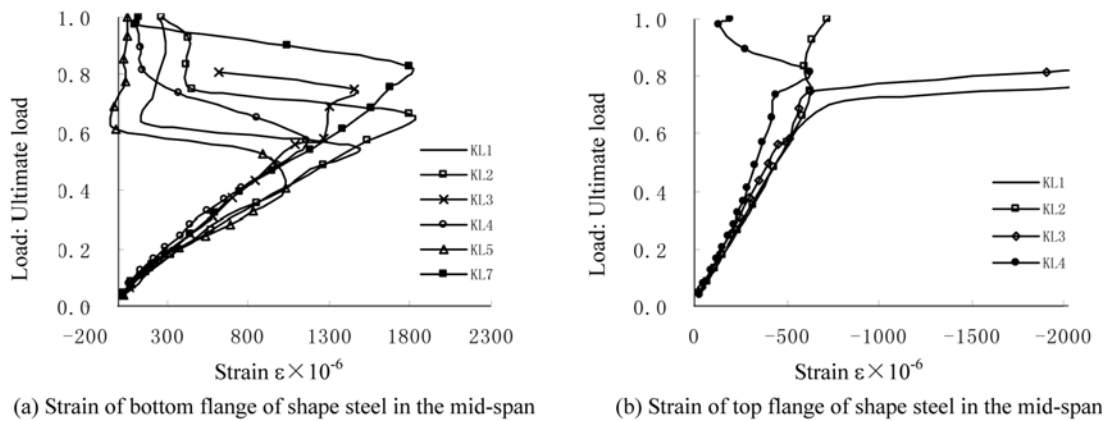 Load: Ultimate load
1.0
0.8
0.6
0.4
0.2
0.0
-200 300 800 1300 1800 2300
Strain ε×10⁻⁶
KL1
KL2
KL3
KL4
KL5
KL7
(a) Strain of bottom flange of shape steel in the mid-span
Load: Ultimate load
1.0
0.8
0.6
0.4
0.2
0.0
0 -500 -1000 -1500 -2000
Strain ε×10⁻⁶
KL1
KL2
KL3
KL4
(b) Strain of top flange of shape steel in the mid-span